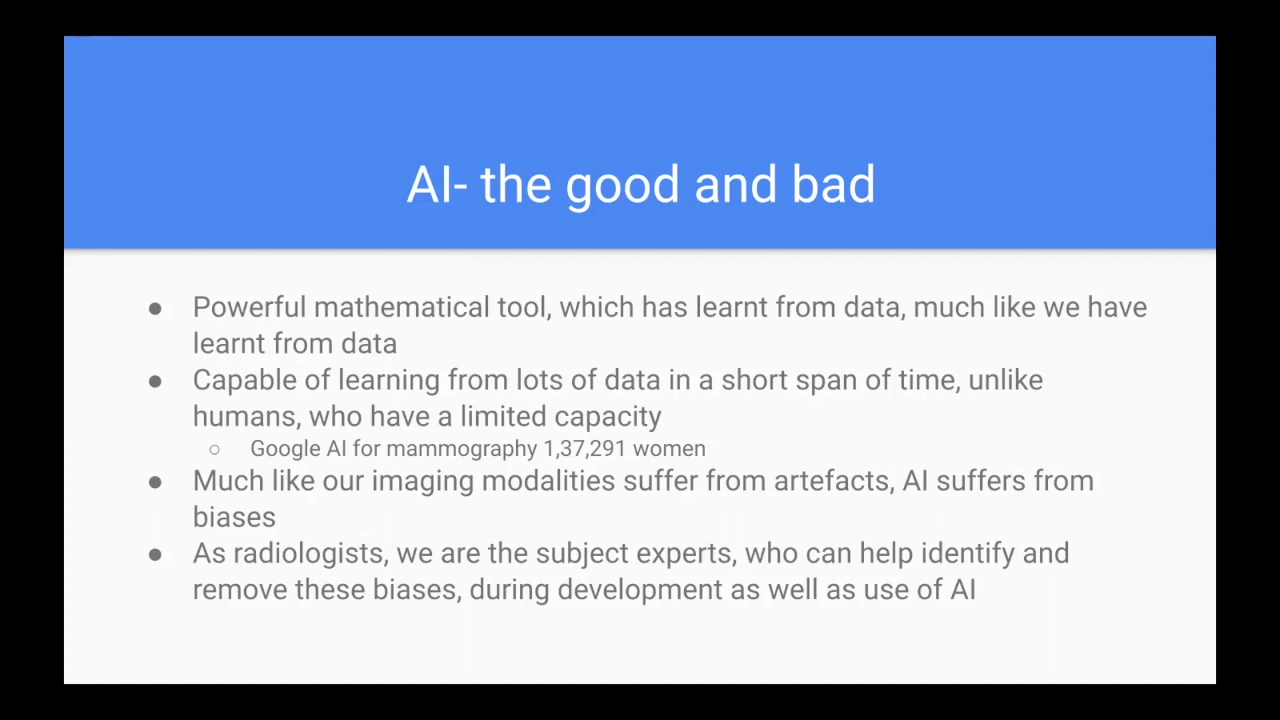 AI- the good and bad
● Powerful mathematical tool, which has learnt from data, much like we have
learnt from data
● Capable of learning from lots of data in a short span of time, unlike
humans, who have a limited capacity
○ Google AI for mammography 1,37,291 women
● Much like our imaging modalities suffer from artefacts, AI suffers from
biases
● As radiologists, we are the subject experts, who can help identify and
remove these biases, during development as well as use of AI